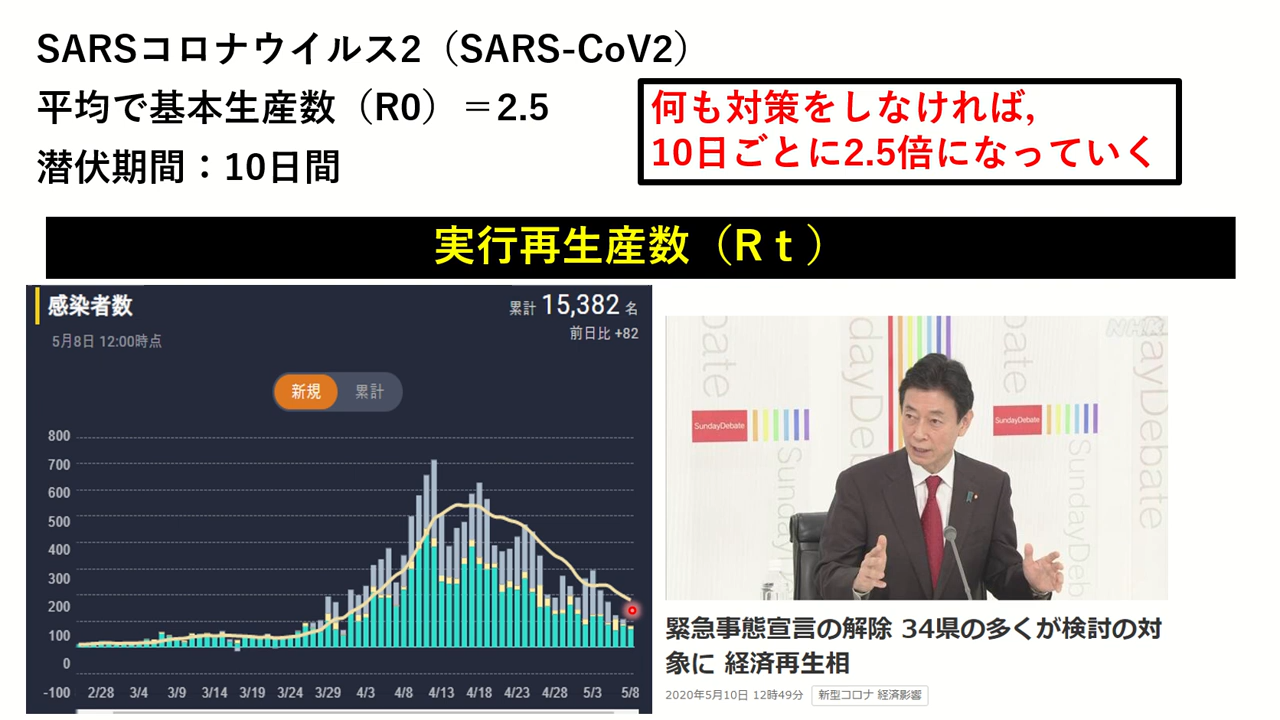 SARSコロナウイルス2（SARS-CoV2）
平均で基本生産数（R0）＝2.5
潜伏期間：10日間
何も対策をしなければ,
10日ごとに2.5倍になっていく
実行再生産数（Rｔ）
感染者数
累計 15,382 名
5月8日 12:00時点
前日比 +82
新規 累計
800
700
600
500
400
300
200
100
0
-100
2/28 3/4 3/9 3/14 3/19 3/24 3/29 4/3 4/8 4/13 4/18 4/23 4/28 5/3 5/8
NHK
SundayDebate
SundayDebate
SundayDebate
SundayDebate
緊急事態宣言の解除 34県の多くが検討の対
象に 経済再生相
2020年5月10日 12時49分 新型コロナ 経済影響